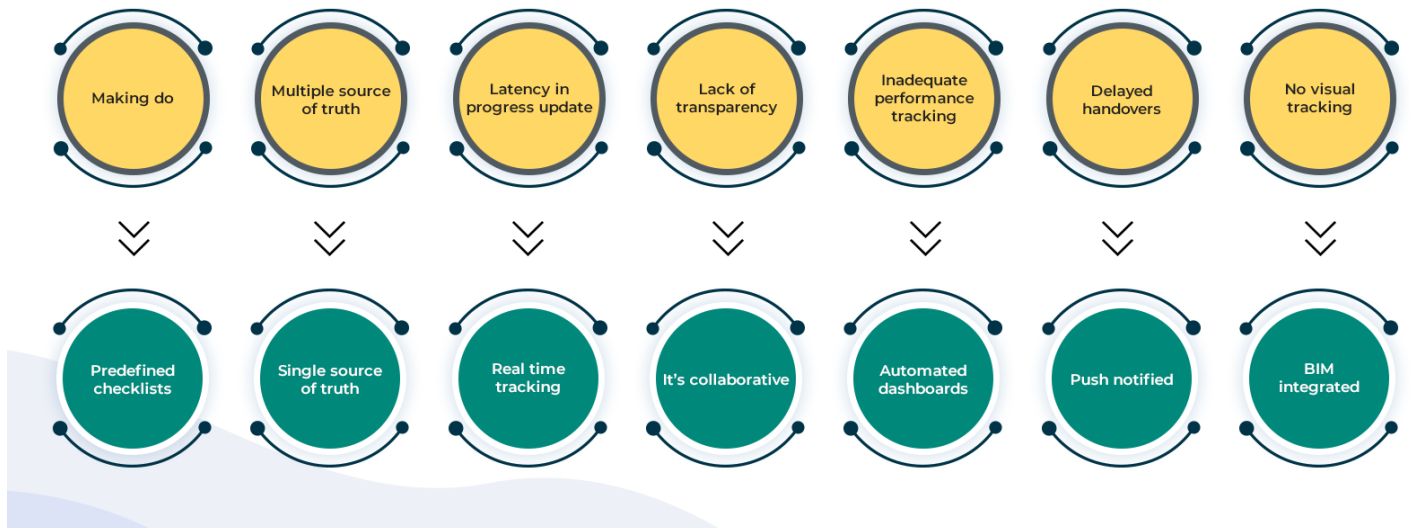 Making do
Multiple source
of truth
Latency in
progress update
Lack of
transparency
Inadequate
performance
tracking
Delayed
handovers
No visual
tracking
Predefined
checklists
Single source
of truth
Real time
tracking
It’s collaborative
Automated
dashboards
Push notified
BIM
integrated